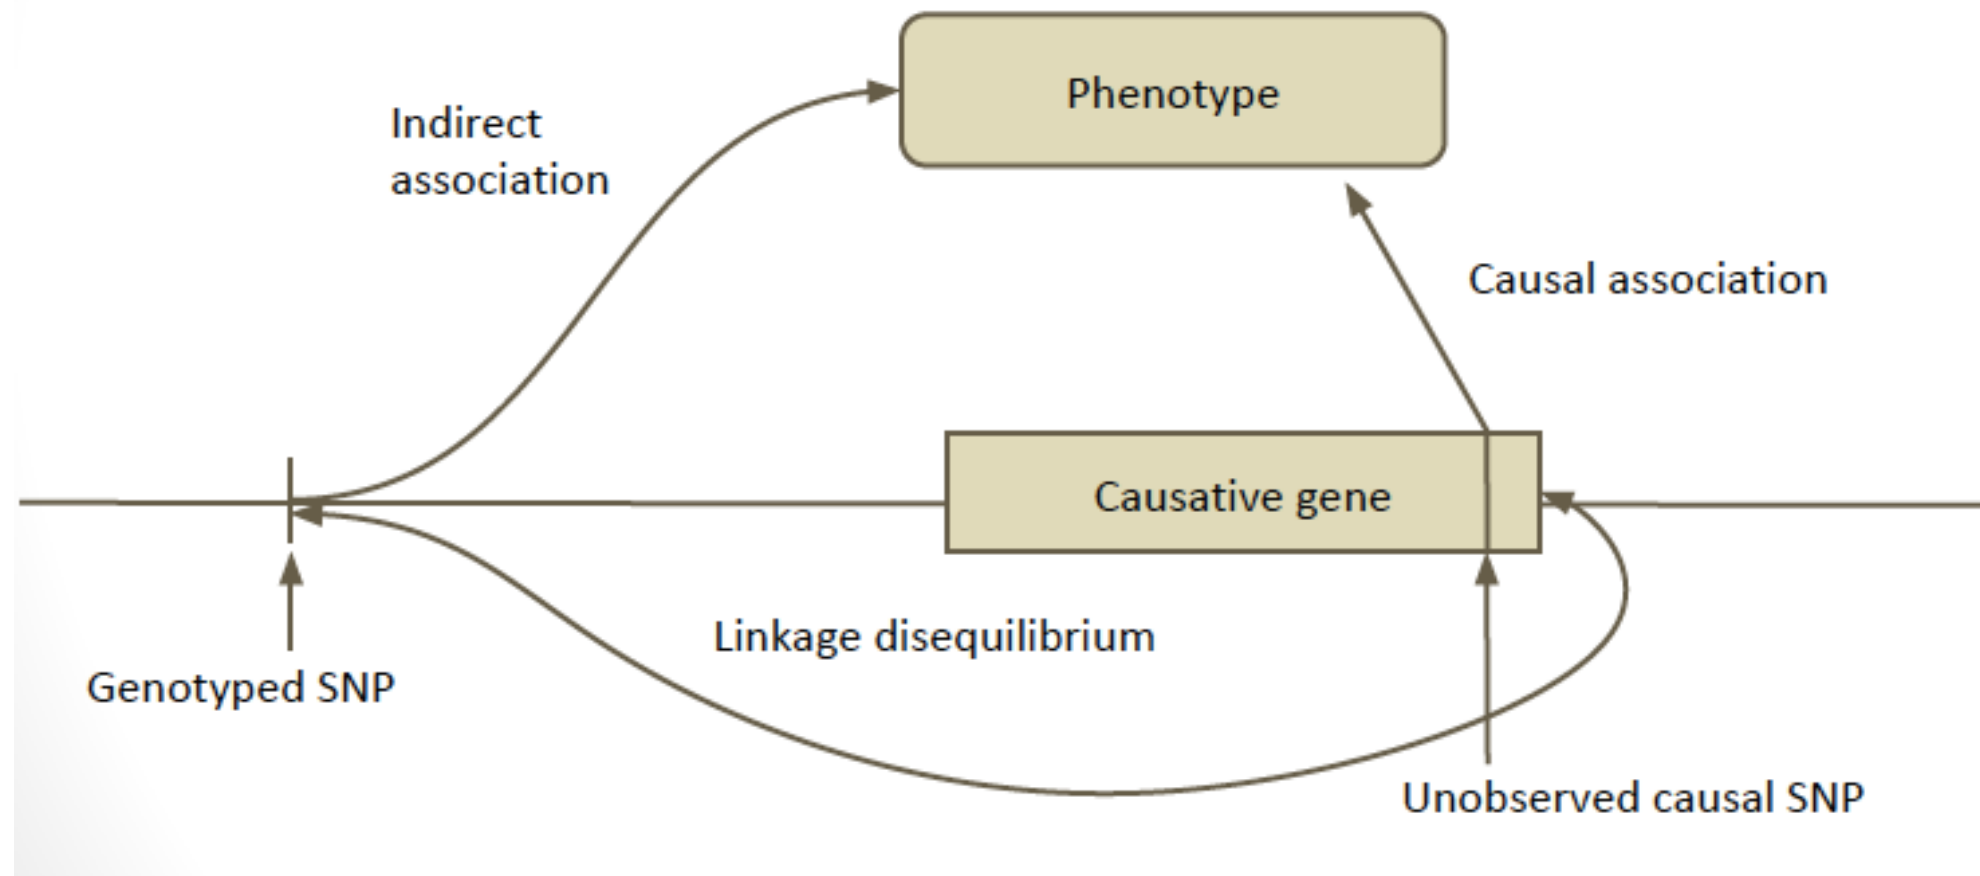 Phenotype
Indirect
association
Causal association
Causative gene
Linkage disequilibrium
Genotyped SNP
Unobserved causal SNP